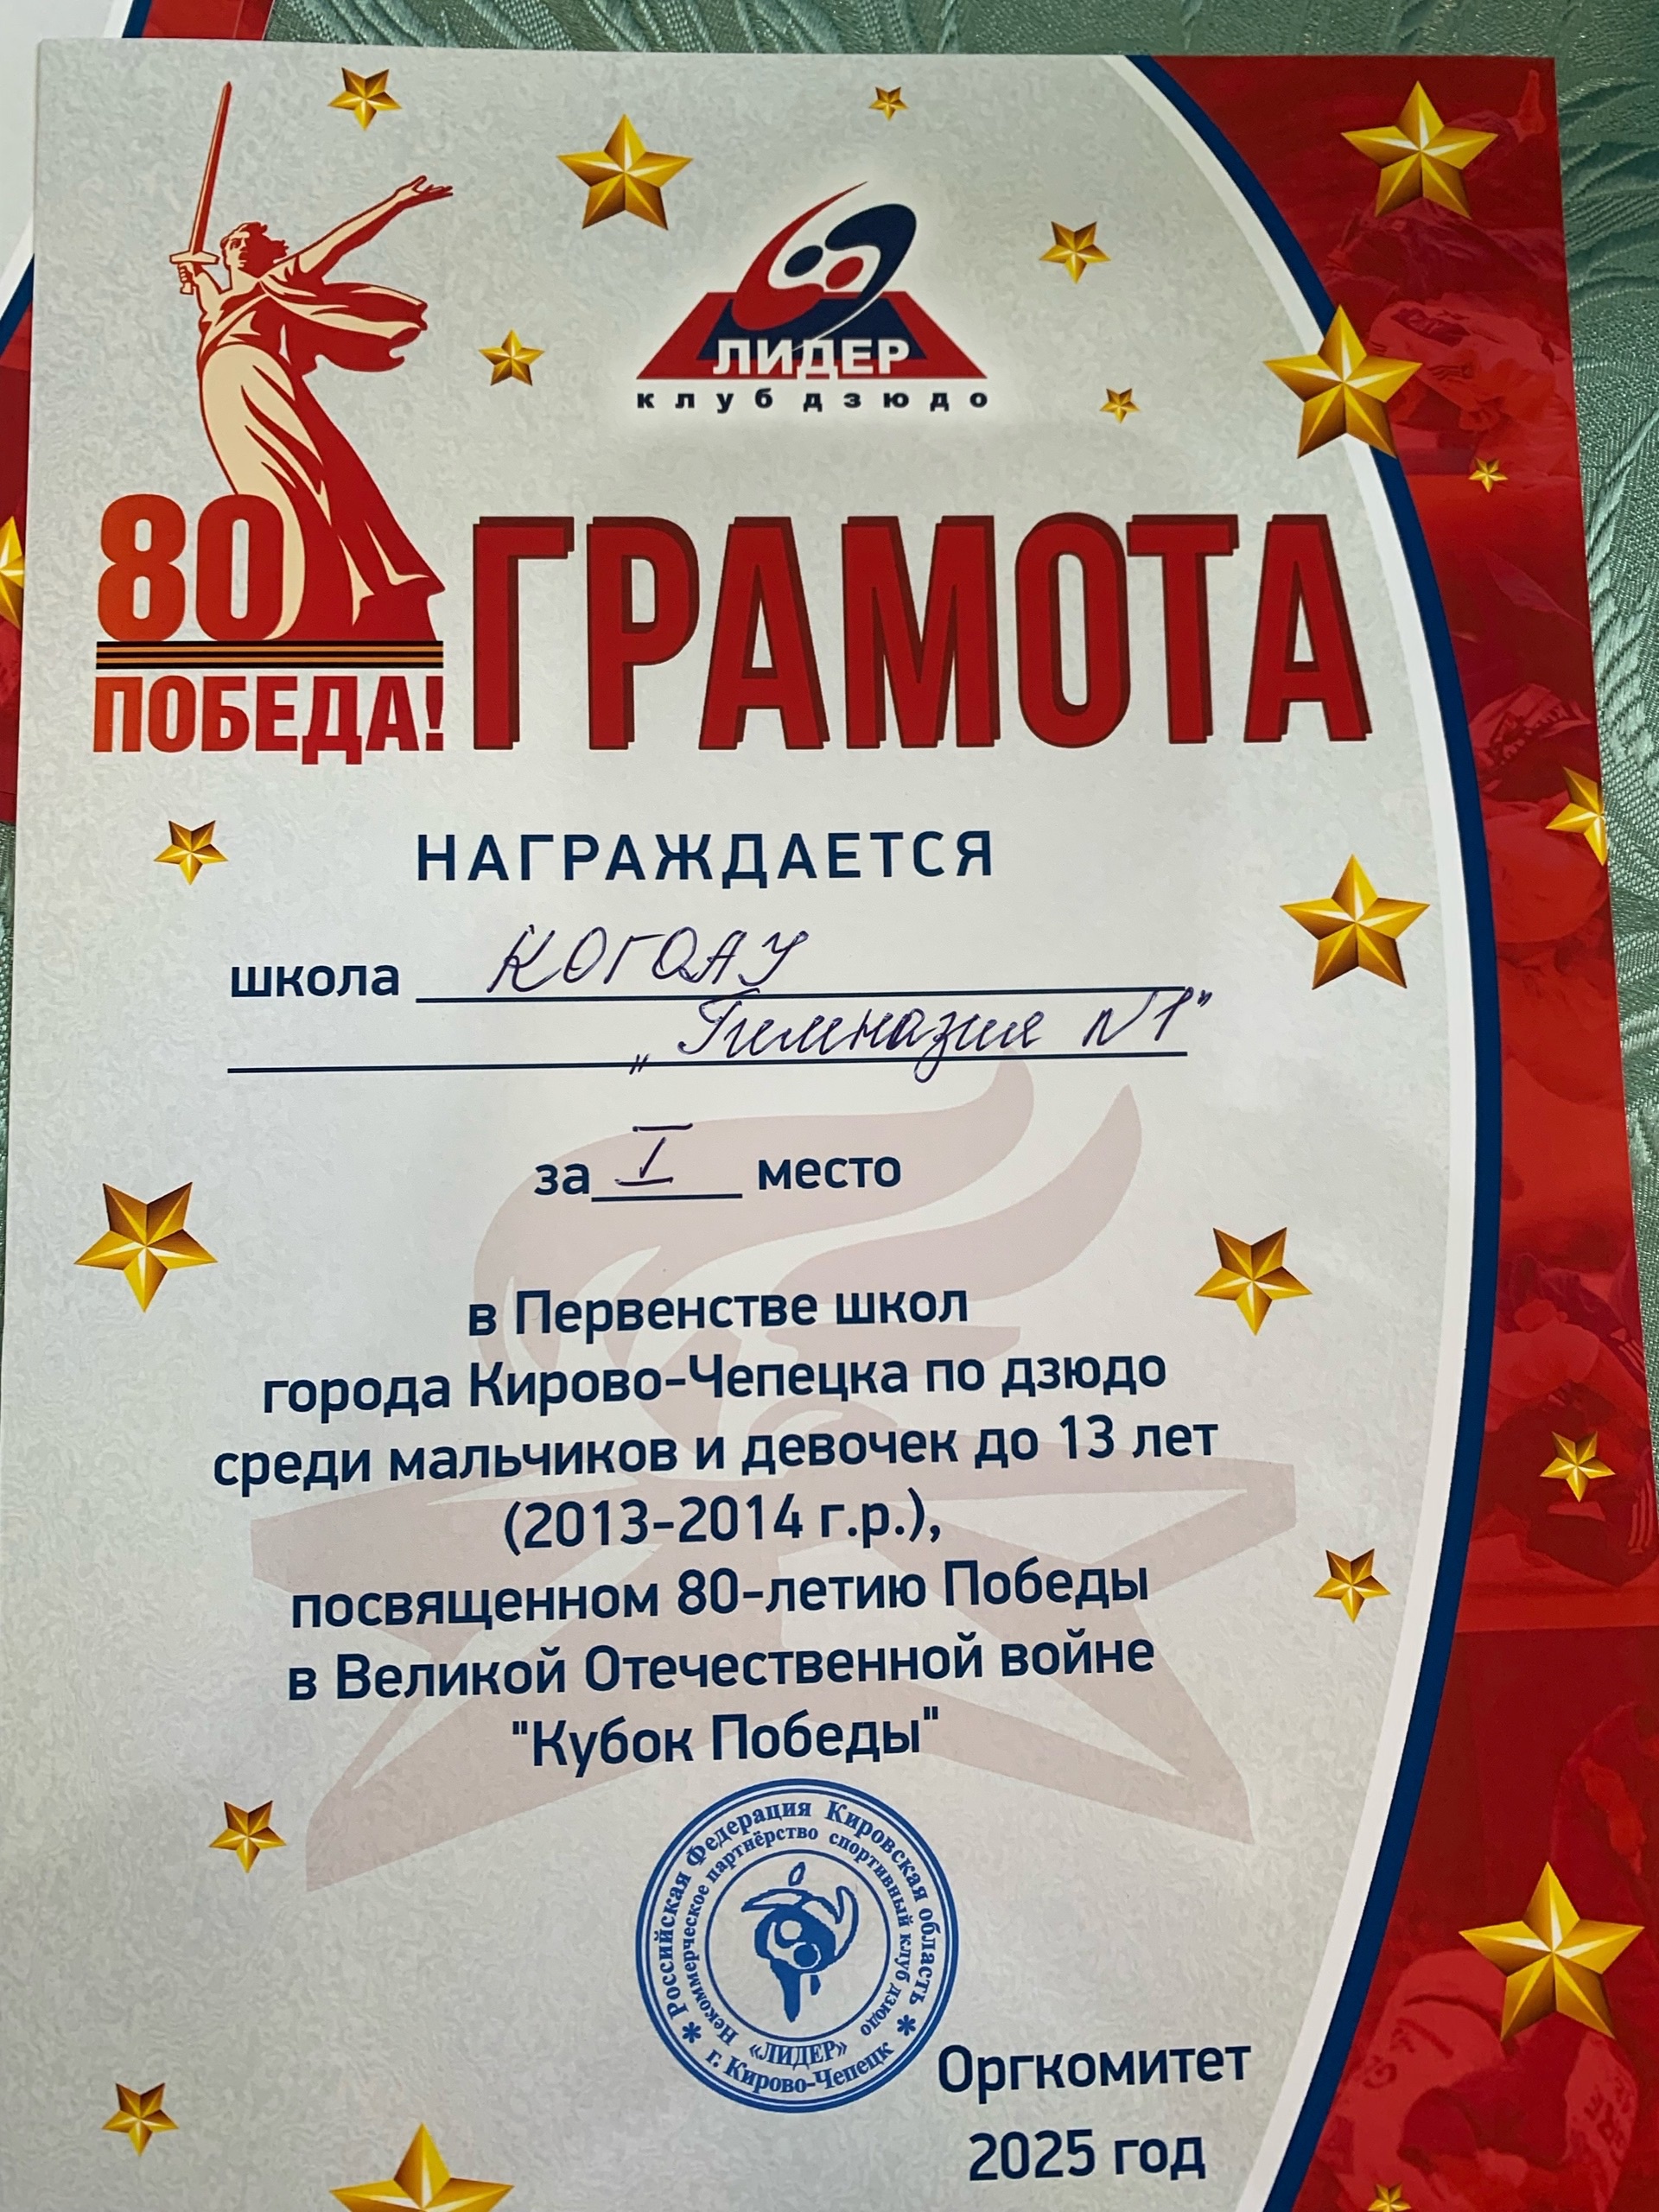 ЛИДЕР
клуб дзюдо
80
ПОБЕДА!
ГРАМОТА
НАГРАЖДАЕТСЯ
школа КОГОАУ
„Гимназия №1"
за I место
в Первенстве школ
города Кирово-Чепецка по дзюдо
среди мальчиков и девочек до 13 лет
(2013-2014 г.р.),
посвященном 80-летию Победы
в Великой Отечественной войне
"Кубок Победы"
* Российская Федерация Кировская область *
г. Кирово-Чепецк
Некоммерческое партнёрство спортивный клуб дзюдо
«ЛИДЕР»
Оргкомитет
2025 год